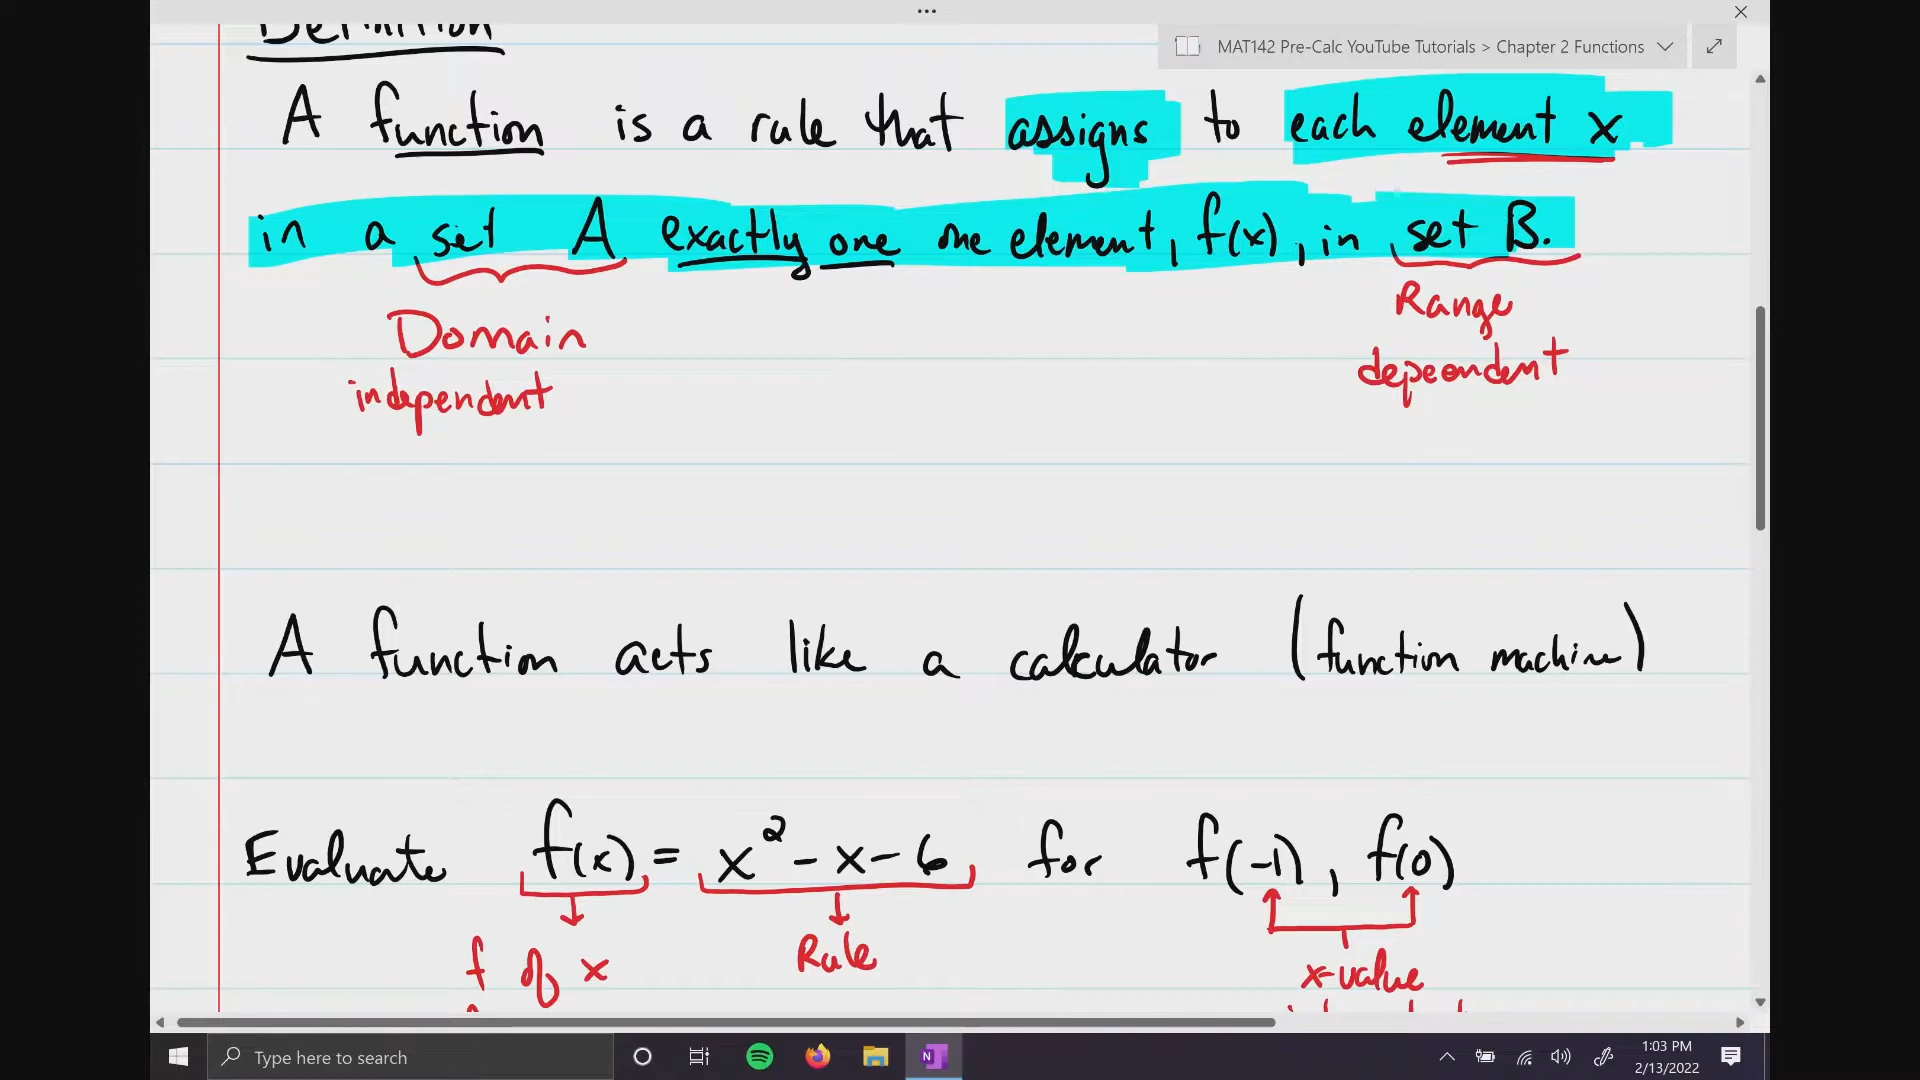 Definition
MAT142 Pre-Calc YouTube Tutorials > Chapter 2 Functions
A function is a rule that assigns to each element x
in a set A exactly one one element, f(x), in set B.
Domain
independent
Range
depeondent
A function acts like a calculator (function machine)
Evaluate f(x) = x² - x - 6 for f(-1), f(0)
f of x
Rule
x-value
Type here to search
1:03 PM
2/13/2022